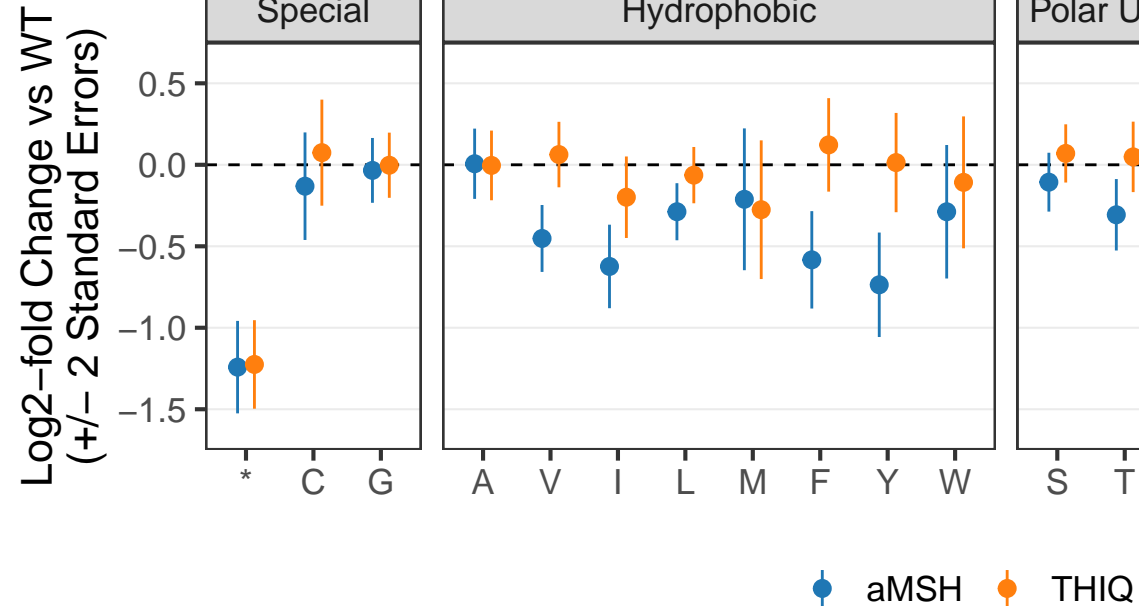 Special
Hydrophobic
Polar U
Log2−fold Change vs WT
(+/− 2 Standard Errors)
0.5
0.0
−0.5
−1.0
−1.5
* C G
A V I L M F Y W
S T
aMSH THIQ